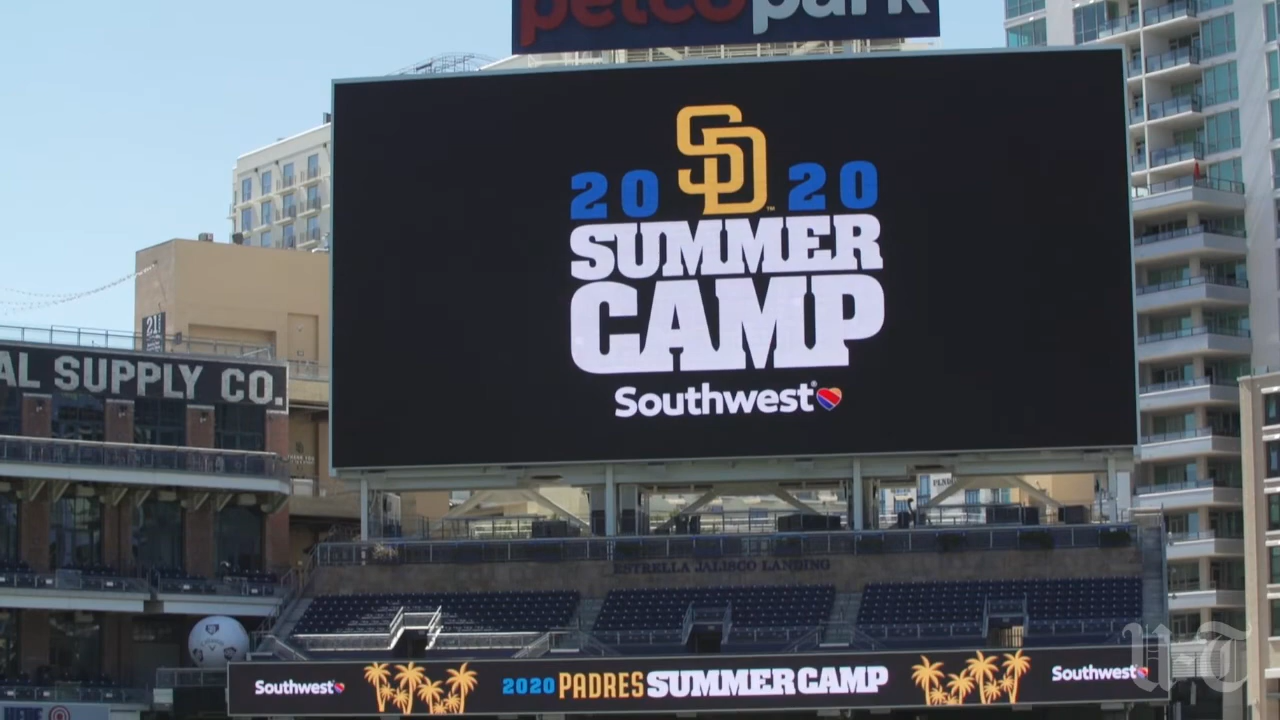 petco park
SD
2020
SUMMER
CAMP
Southwest
AL SUPPLY CO.
ESTRELLA JALISCO LANDING
Southwest
2020 PADRES SUMMER CAMP
Southwest
UT